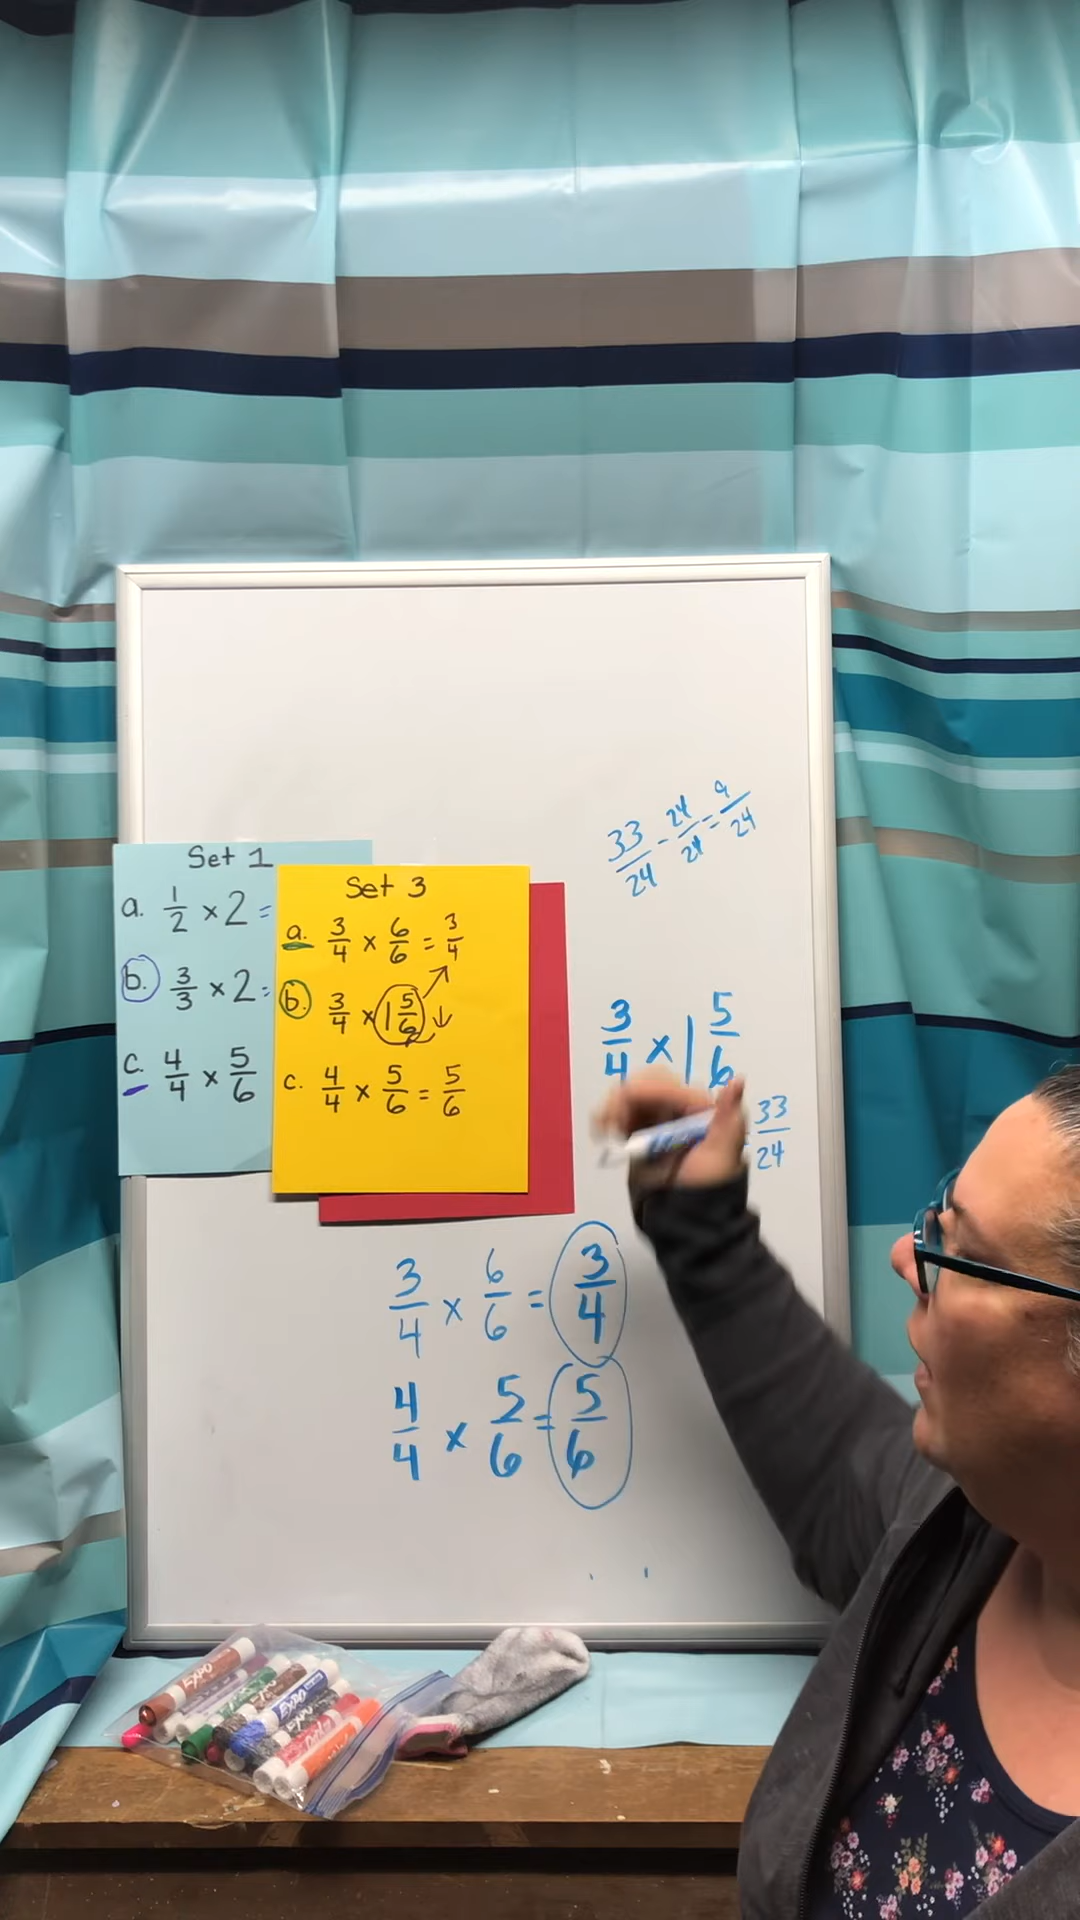 Set 1
a. 1/2 × 2 =
b. 3/3 × 2 =
c. 4/4 × 5/6
Set 3
a. 3/4 × 6/6 = 3/4
b. 3/4 × 1 5/6
c. 4/4 × 5/6 = 5/6
33/24 - 24/24 = 9/24
3/4 × 1 5/6
33/24
3/4 × 6/6 = 3/4
4/4 × 5/6 = 5/6
EXPO
EXPO